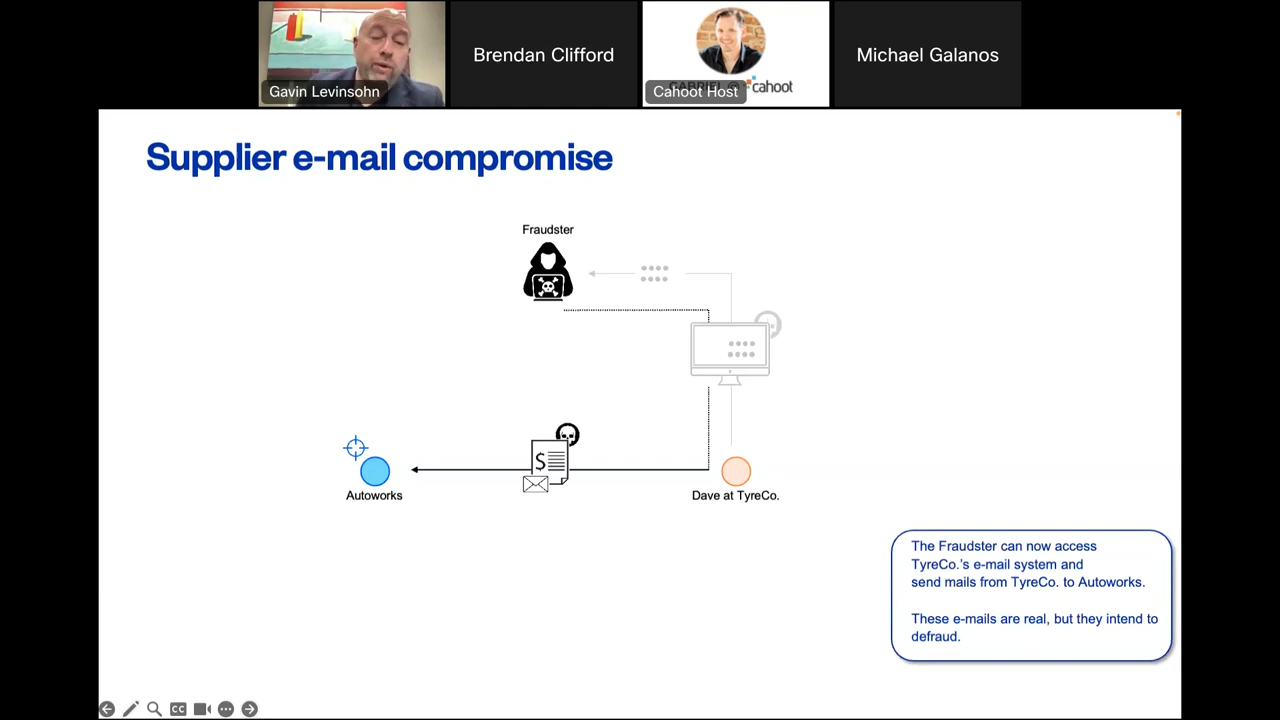 Gavin Levinsohn
Brendan Clifford
cahoot
Cahoot Host
Michael Galanos
Supplier e-mail compromise
Fraudster
$
Autoworks
Dave at TyreCo.
The Fraudster can now access
TyreCo.'s e-mail system and
send mails from TyreCo. to Autoworks.
These e-mails are real, but they intend to
defraud.
CC